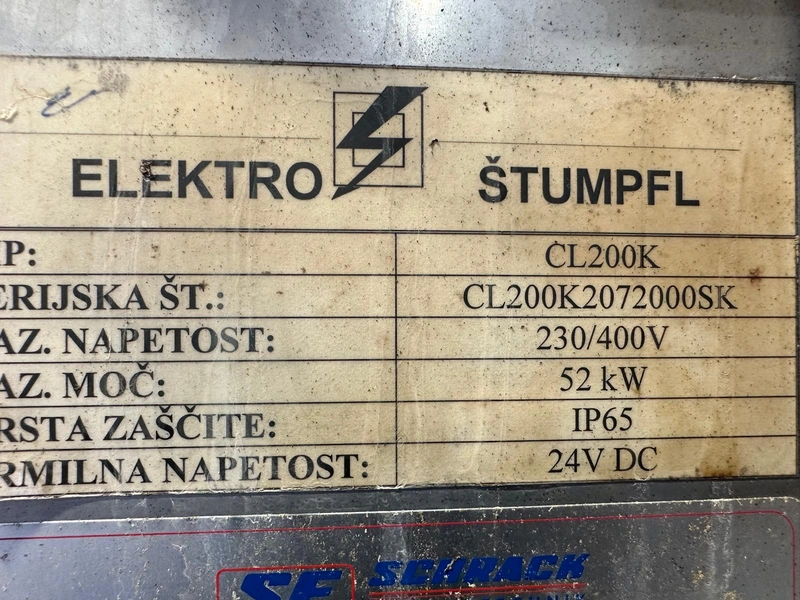 ELEKTRO ŠTUMPFL
IP: CL200K
ERIJSKA ŠT.: CL200K2072000SK
AZ. NAPETOST: 230/400V
AZ. MOČ: 52 kW
RSTA ZAŠČITE: IP65
RMILNA NAPETOST: 24V DC
SE SCHRACK